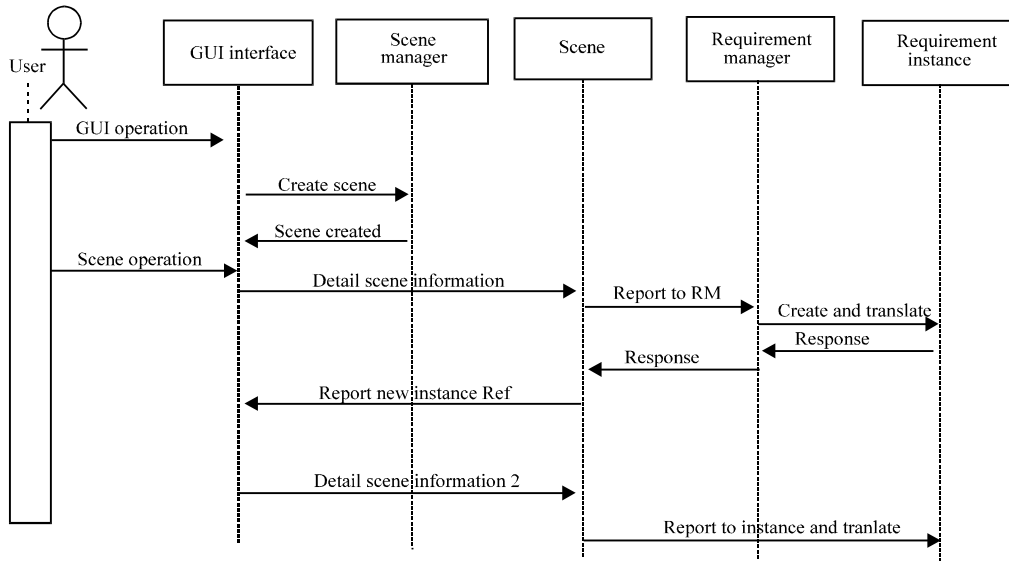 User
GUI interface
Scene
manager
Scene
Requirement
manager
Requirement
instance
GUI operation
Create scene
Scene created
Scene operation
Detail scene information
Report to RM
Create and translate
Response
Response
Report new instance Ref
Detail scene information 2
Report to instance and tranlate